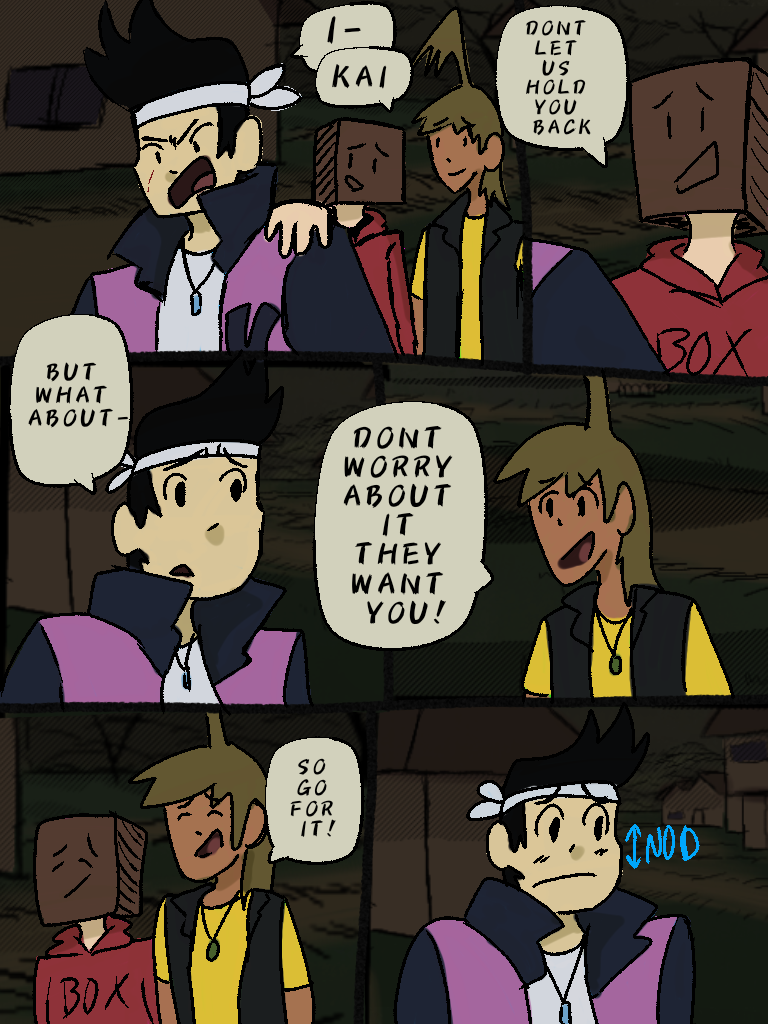 I-
KAI
DONT
LET
US
HOLD
YOU
BACK
BOX
BUT
WHAT
ABOUT-
DONT
WORRY
ABOUT
IT
THEY
WANT
YOU!
SO
GO
FOR
IT!
BOX
NOD